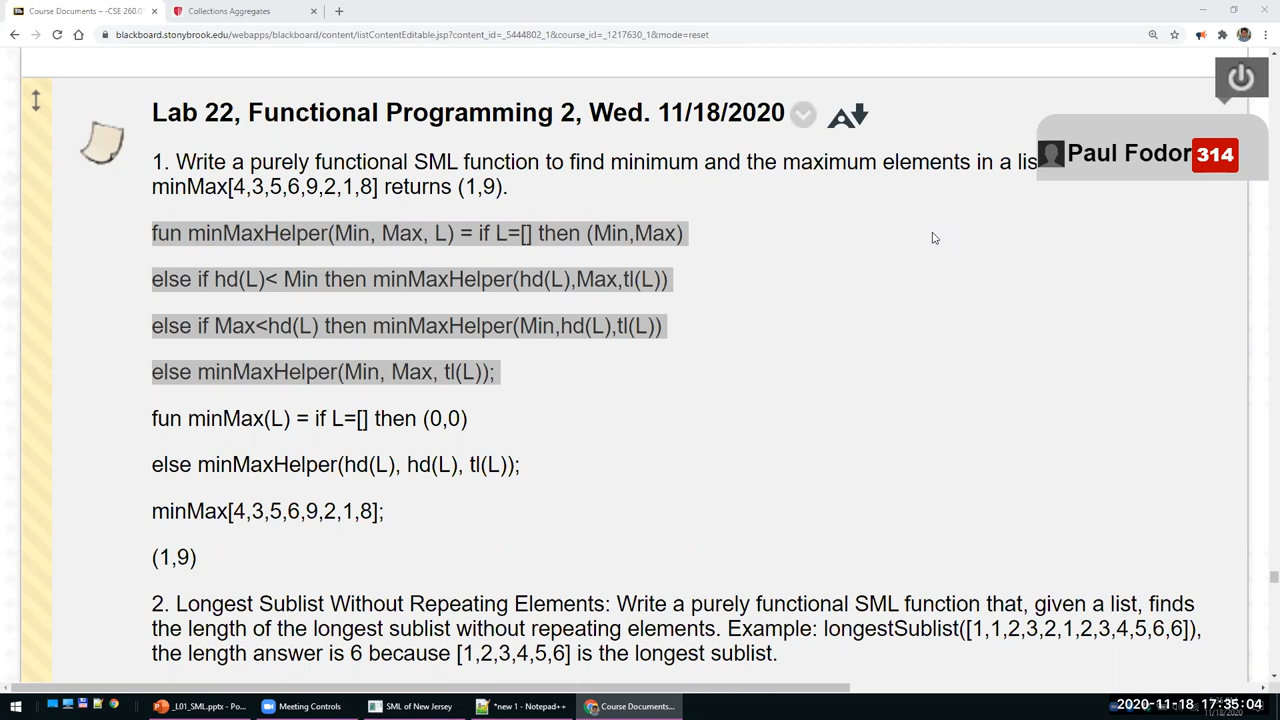 Course Documents – -CSE 260.0
Collections Aggregates
blackboard.stonybrook.edu/webapps/blackboard/content/listContentEditable.jsp?content_id=_5444802_1&course_id=_1217630_1&mode=reset
Lab 22, Functional Programming 2, Wed. 11/18/2020
Paul Fodor 314
1. Write a purely functional SML function to find minimum and the maximum elements in a lis
minMax[4,3,5,6,9,2,1,8] returns (1,9).
fun minMaxHelper(Min, Max, L) = if L=[] then (Min,Max)
else if hd(L)< Min then minMaxHelper(hd(L),Max,tl(L))
else if Max<hd(L) then minMaxHelper(Min,hd(L),tl(L))
else minMaxHelper(Min, Max, tl(L));
fun minMax(L) = if L=[] then (0,0)
else minMaxHelper(hd(L), hd(L), tl(L));
minMax[4,3,5,6,9,2,1,8];
(1,9)
2. Longest Sublist Without Repeating Elements: Write a purely functional SML function that, given a list, finds
the length of the longest sublist without repeating elements. Example: longestSublist([1,1,2,3,2,1,2,3,4,5,6,6]),
the length answer is 6 because [1,2,3,4,5,6] is the longest sublist.
_L01_SML.pptx - Po...
Meeting Controls
SML of New Jersey
*new 1 - Notepad++
Course Documents...
2020-11-18 17:35:04